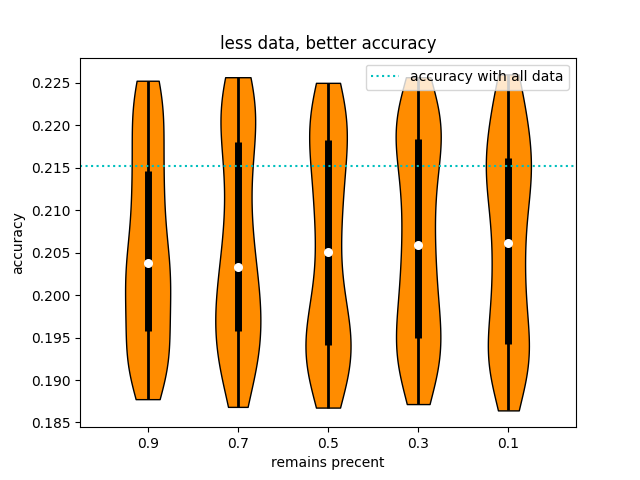 less data, better accuracy
accuracy with all data
0.225
0.220
0.215
0.210
0.205
0.200
0.195
0.190
0.185
accuracy
0.9 0.7 0.5 0.3 0.1
remains precent